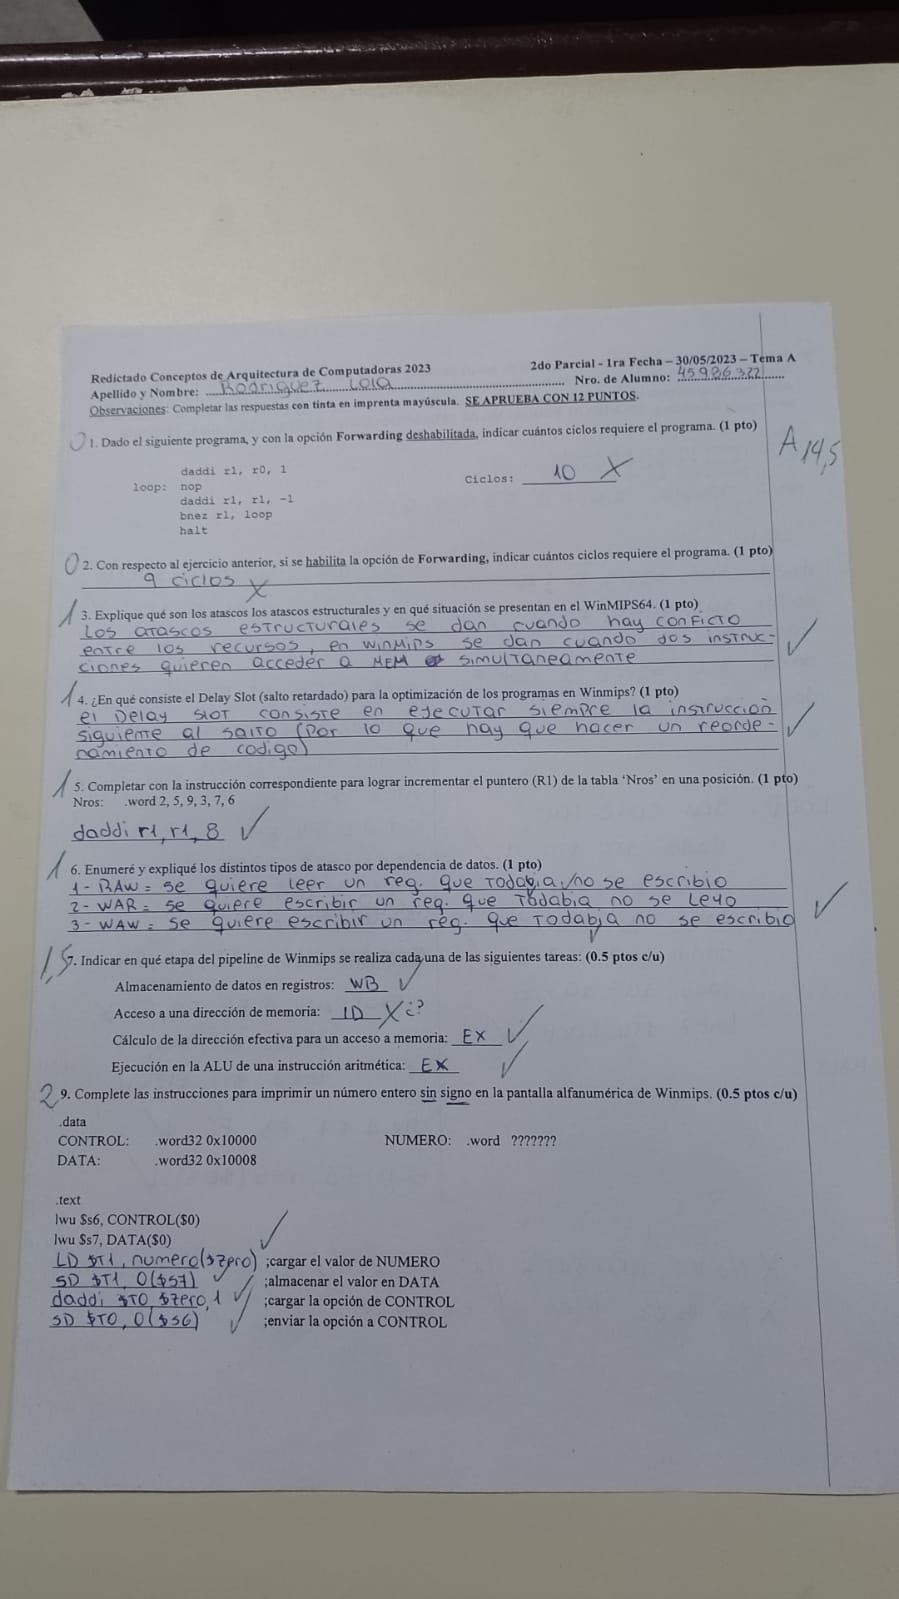 Redictado Conceptos de Arquitectura de Computadoras 2023
2do Parcial - 1ra Fecha – 30/05/2023 – Tema A
Apellido y Nombre: Rodriguez Lola Nro. de Alumno: 45986322
Observaciones: Completar las respuestas con tinta en imprenta mayúscula. SE APRUEBA CON 12 PUNTOS.
A 14,5
0 1. Dado el siguiente programa, y con la opción Forwarding deshabilitada, indicar cuántos ciclos requiere el programa. (1 pto)
daddi r1, r0, 1
loop: nop
Ciclos: 10 X
daddi r1, r1, -1
bnez r1, loop
halt
0 2. Con respecto al ejercicio anterior, si se habilita la opción de Forwarding, indicar cuántos ciclos requiere el programa. (1 pto)
9 ciclos X
1 3. Explique qué son los atascos los atascos estructurales y en qué situación se presentan en el WinMIPS64. (1 pto)
Los atascos estructurales se dan cuando hay conficto
entre los recursos, en winmips se dan cuando dos instruc-
ciones quieren acceder a MEM simultaneamente ✓
1 4. ¿En qué consiste el Delay Slot (salto retardado) para la optimización de los programas en Winmips? (1 pto)
el Delay slot consiste en ejecutar siempre la instrucción
siguiente al salto (Por lo que hay que hacer un reorde- ✓
namiento de codigo)
1 5. Completar con la instrucción correspondiente para lograr incrementar el puntero (R1) de la tabla ‘Nros’ en una posición. (1 pto)
Nros: .word 2, 5, 9, 3, 7, 6
daddi r1, r1, 8 ✓
1 6. Enumeré y expliqué los distintos tipos de atasco por dependencia de datos. (1 pto)
1- RAW = se quiere leer un reg. que todabia no se escribio
2- WAR = se quiere escribir un reg. que todabia no se leyo ✓
3- WAW = se quiere escribir un reg. que todabia no se escribio
1,5 7. Indicar en qué etapa del pipeline de Winmips se realiza cada una de las siguientes tareas: (0.5 ptos c/u)
Almacenamiento de datos en registros: WB ✓
Acceso a una dirección de memoria: ID X ¿?
Cálculo de la dirección efectiva para un acceso a memoria: EX ✓
Ejecución en la ALU de una instrucción aritmética: EX ✓
2 9. Complete las instrucciones para imprimir un número entero sin signo en la pantalla alfanumérica de Winmips. (0.5 ptos c/u)
.data
CONTROL: .word32 0x10000 NUMERO: .word ???????
DATA: .word32 0x10008
.text
lwu $s6, CONTROL($0)
lwu $s7, DATA($0) ✓
LD $T1, numero($zero) ;cargar el valor de NUMERO
SD $T1, 0($S7) ✓ ;almacenar el valor en DATA
daddi $T0, $zero, 1 ✓ ;cargar la opción de CONTROL
SD $T0, 0($S6) ✓ ;enviar la opción a CONTROL